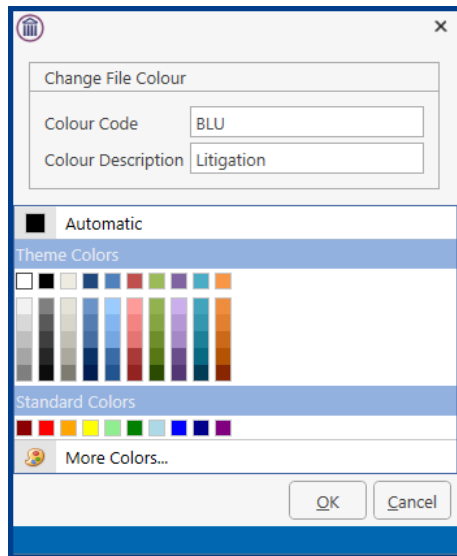 Change File Colour
Colour Code BLU
Colour Description Litigation
Automatic
Theme Colors
Standard Colors
More Colors...
OK Cancel